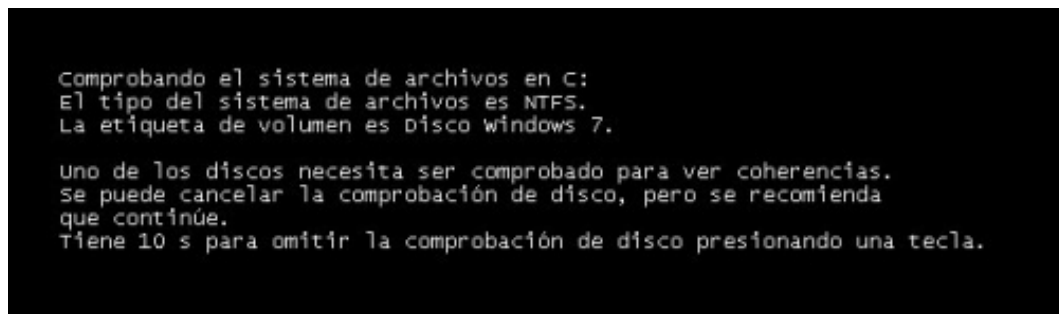 Comprobando el sistema de archivos en C:
El tipo del sistema de archivos es NTFS.
La etiqueta de volumen es Disco Windows 7.
Uno de los discos necesita ser comprobado para ver coherencias.
Se puede cancelar la comprobación de disco, pero se recomienda
que continúe.
Tiene 10 s para omitir la comprobación de disco presionando una tecla.